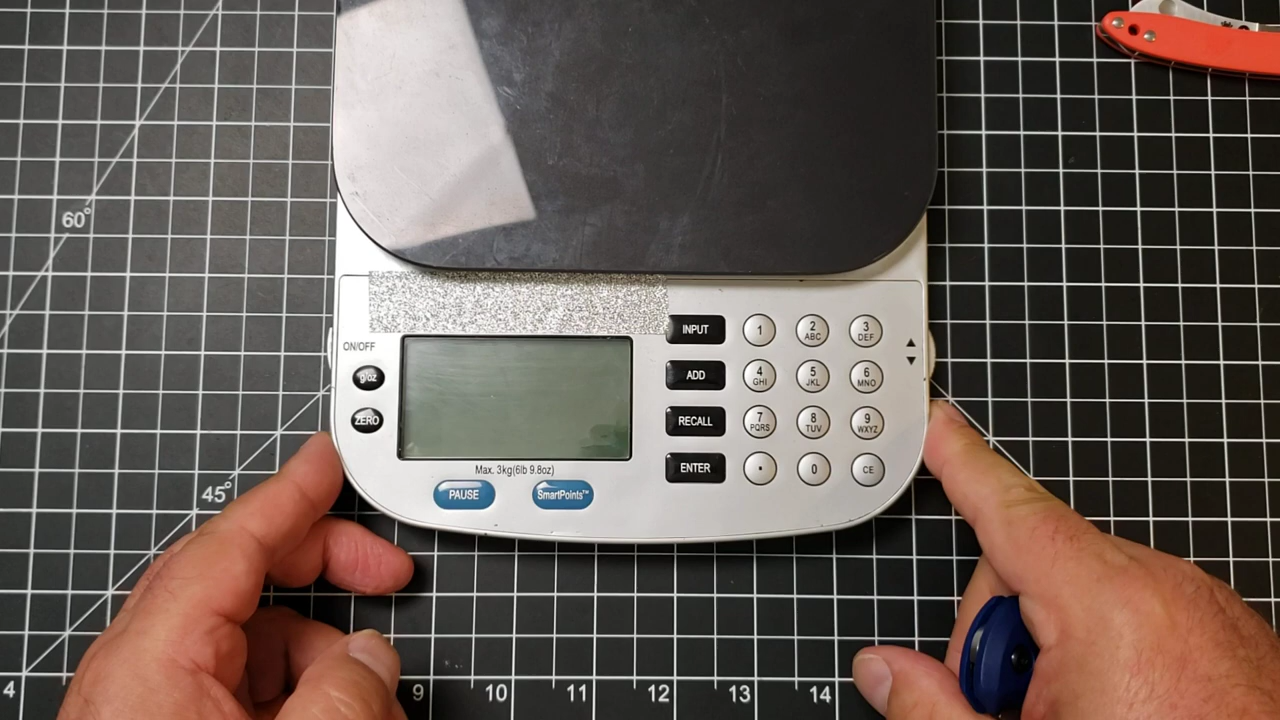 60°
45°
ON/OFF
g/oz
ZERO
Max. 3kg(6lb 9.8oz)
PAUSE
SmartPoints™
INPUT
1
2
ABC
3
DEF
ADD
4
GHI
5
JKL
6
MNO
RECALL
7
PQRS
8
TUV
9
WXYZ
ENTER
.
0
CE
4
9
10
11
12
13
14